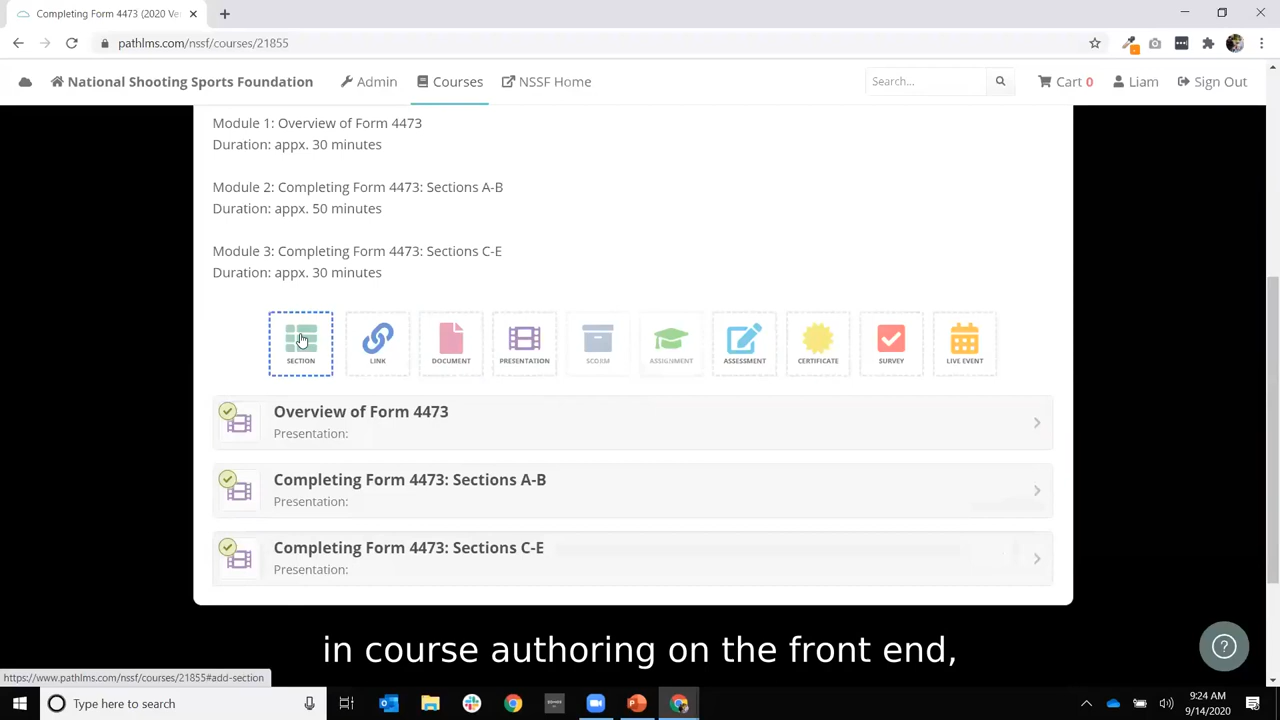 Completing Form 4473 (2020 Ve
pathlms.com/nssf/courses/21855
National Shooting Sports Foundation
Admin
Courses
NSSF Home
Search...
Cart 0
Liam
Sign Out
Module 1: Overview of Form 4473
Duration: appx. 30 minutes
Module 2: Completing Form 4473: Sections A-B
Duration: appx. 50 minutes
Module 3: Completing Form 4473: Sections C-E
Duration: appx. 30 minutes
SECTION
LINK
DOCUMENT
PRESENTATION
SCORM
ASSIGNMENT
ASSESSMENT
CERTIFICATE
SURVEY
LIVE EVENT
Overview of Form 4473
Presentation:
Completing Form 4473: Sections A-B
Presentation:
Completing Form 4473: Sections C-E
Presentation:
in course authoring on the front end,
https://www.pathlms.com/nssf/courses/21855#add-section
Type here to search
9:24 AM
9/14/2020